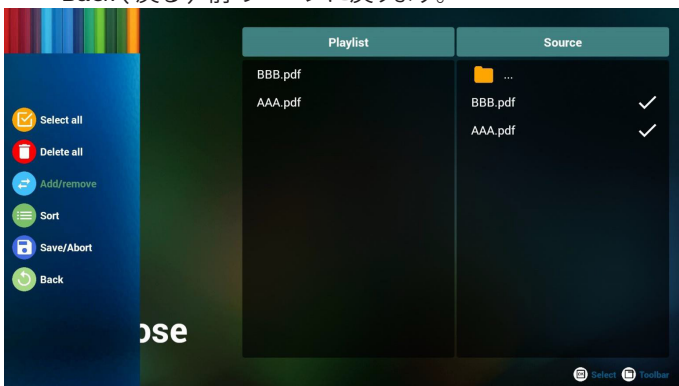 Playlist
Source
BBB.pdf
AAA.pdf
...
BBB.pdf
AAA.pdf
Select all
Delete all
Add/remove
Sort
Save/Abort
Back
ose
OK Select Toolbar